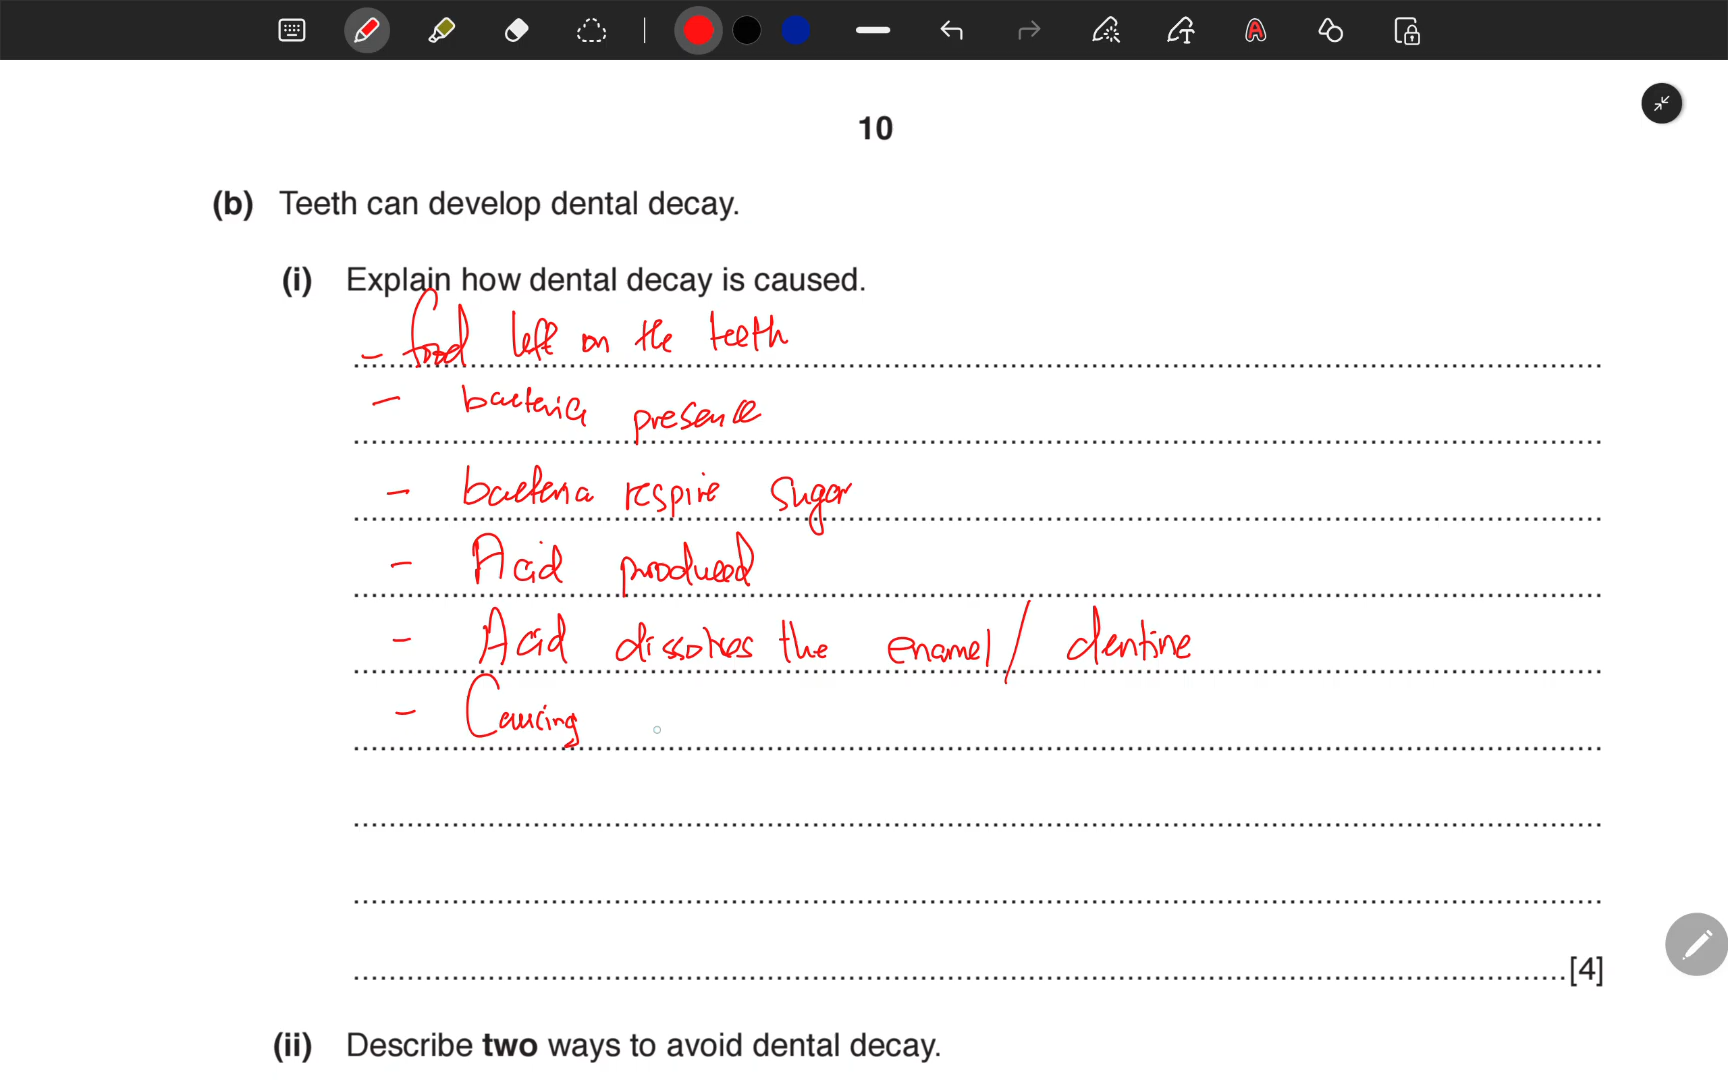 10
(b) Teeth can develop dental decay.
(i) Explain how dental decay is caused.
- food left on the teeth
- bacteria presence
- bacteria respire sugar
- Acid produced
- Acid dissolves the enamel / dentine
- Causing
[4]
(ii) Describe two ways to avoid dental decay.